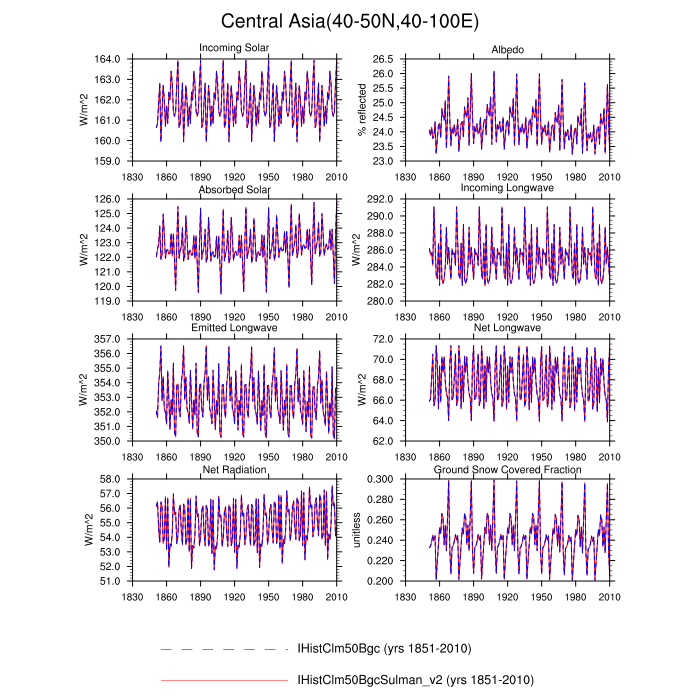 Central Asia(40-50N,40-100E)
Incoming Solar
Albedo
164.0
163.0
162.0
161.0
160.0
159.0
W/m^2
1830 1860 1890 1920 1950 1980 2010
26.5
26.0
25.5
25.0
24.5
24.0
23.5
23.0
% reflected
1830 1860 1890 1920 1950 1980 2010
Absorbed Solar
Incoming Longwave
126.0
125.0
124.0
123.0
122.0
121.0
120.0
119.0
W/m^2
1830 1860 1890 1920 1950 1980 2010
292.0
290.0
288.0
286.0
284.0
282.0
280.0
W/m^2
1830 1860 1890 1920 1950 1980 2010
Emitted Longwave
Net Longwave
357.0
356.0
355.0
354.0
353.0
352.0
351.0
350.0
W/m^2
1830 1860 1890 1920 1950 1980 2010
72.0
70.0
68.0
66.0
64.0
62.0
W/m^2
1830 1860 1890 1920 1950 1980 2010
Net Radiation
Ground Snow Covered Fraction
58.0
57.0
56.0
55.0
54.0
53.0
52.0
51.0
W/m^2
1830 1860 1890 1920 1950 1980 2010
0.300
0.280
0.260
0.240
0.220
0.200
unitless
1830 1860 1890 1920 1950 1980 2010
IHistClm50Bgc (yrs 1851-2010)
IHistClm50BgcSulman_v2 (yrs 1851-2010)